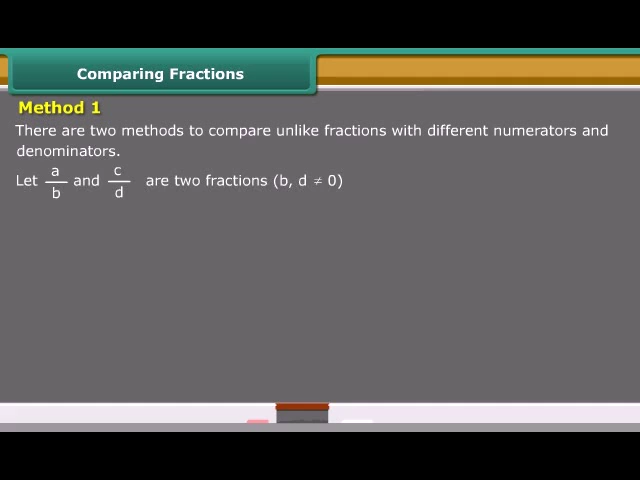 Comparing Fractions
Method 1
There are two methods to compare unlike fractions with different numerators and
denominators.
Let a/b and c/d are two fractions (b, d ≠ 0)